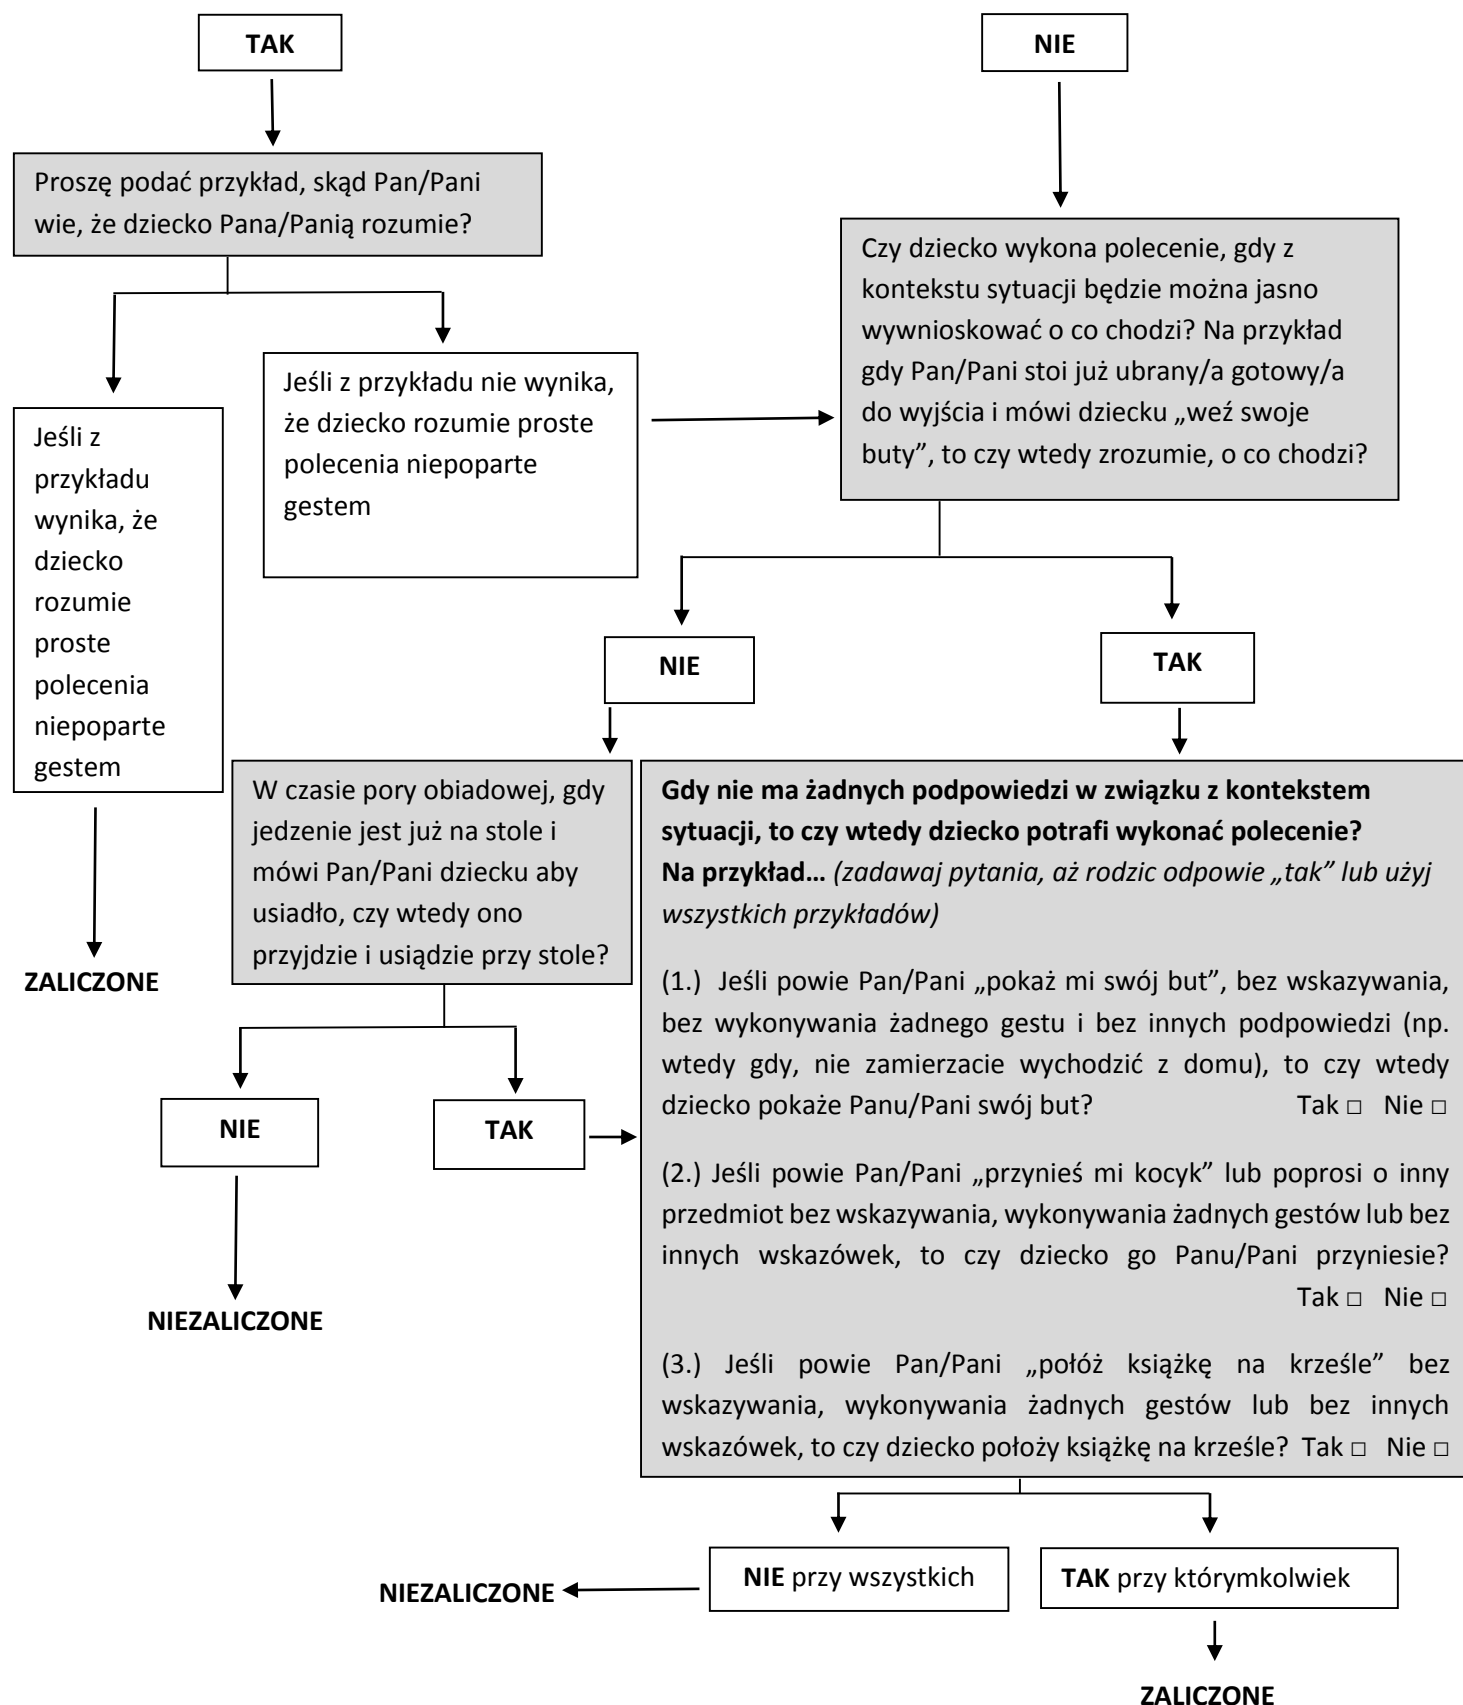 TAK
NIE
Proszę podać przykład, skąd Pan/Pani
wie, że dziecko Pana/Panią rozumie?
Czy dziecko wykona polecenie, gdy z
kontekstu sytuacji będzie można jasno
wywnioskować o co chodzi? Na przykład
gdy Pan/Pani stoi już ubrany/a gotowy/a
do wyjścia i mówi dziecku „weź swoje
buty”, to czy wtedy zrozumie, o co chodzi?
Jeśli z przykładu nie wynika,
że dziecko rozumie proste
polecenia niepoparte
gestem
Jeśli z
przykładu
wynika, że
dziecko
rozumie
proste
polecenia
niepoparte
gestem
NIE
TAK
W czasie pory obiadowej, gdy
jedzenie jest już na stole i
mówi Pan/Pani dziecku aby
usiadło, czy wtedy ono
przyjdzie i usiądzie przy stole?
Gdy nie ma żadnych podpowiedzi w związku z kontekstem
sytuacji, to czy wtedy dziecko potrafi wykonać polecenie?
Na przykład… (zadawaj pytania, aż rodzic odpowie „tak” lub użyj
wszystkich przykładów)
(1.) Jeśli powie Pan/Pani „pokaż mi swój but”, bez wskazywania,
bez wykonywania żadnego gestu i bez innych podpowiedzi (np.
wtedy gdy, nie zamierzacie wychodzić z domu), to czy wtedy
dziecko pokaże Panu/Pani swój but? Tak □ Nie □
(2.) Jeśli powie Pan/Pani „przynieś mi kocyk” lub poprosi o inny
przedmiot bez wskazywania, wykonywania żadnych gestów lub bez
innych wskazówek, to czy dziecko go Panu/Pani przyniesie?
Tak □ Nie □
(3.) Jeśli powie Pan/Pani „połóż książkę na krześle” bez
wskazywania, wykonywania żadnych gestów lub bez innych
wskazówek, to czy dziecko położy książkę na krześle? Tak □ Nie □
ZALICZONE
NIE
TAK
NIEZALICZONE
NIE przy wszystkich
TAK przy którymkolwiek
NIEZALICZONE
ZALICZONE